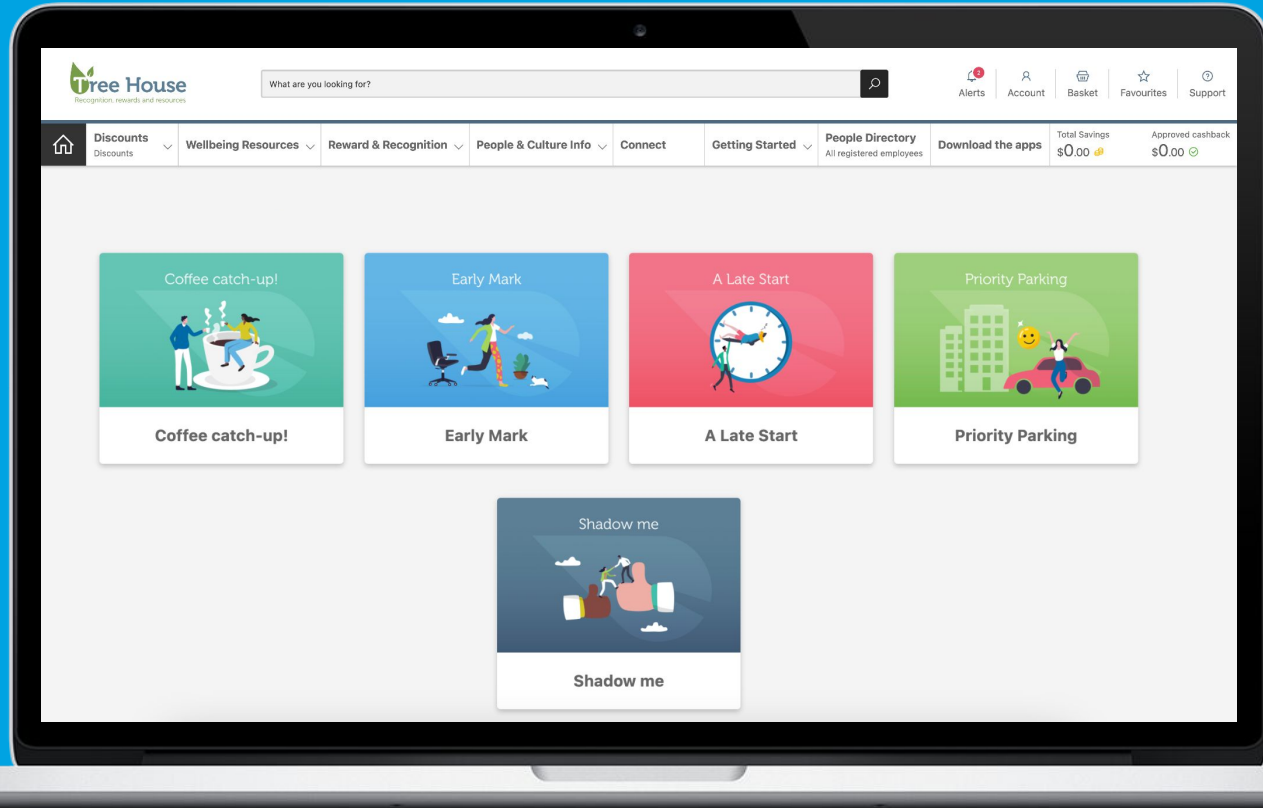 Tree House
Recognition, rewards and resources
What are you looking for?
2
Alerts
Account
Basket
Favourites
Support
Discounts
Discounts
Wellbeing Resources
Reward & Recognition
People & Culture Info
Connect
Getting Started
People Directory
All registered employees
Download the apps
Total Savings
$0.00
Approved cashback
$0.00
Coffee catch-up!
Early Mark
A Late Start
Priority Parking
Coffee catch-up!
Early Mark
A Late Start
Priority Parking
Shadow me
Shadow me